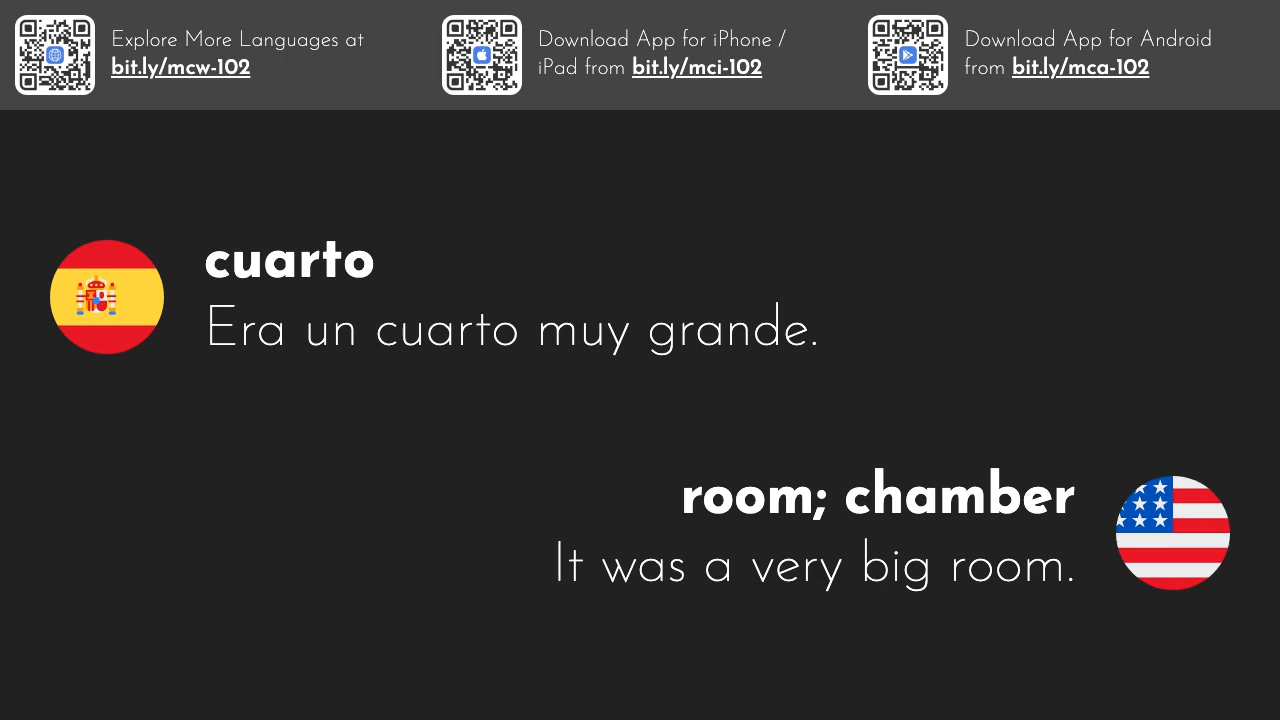 Explore More Languages at
bit.ly/mcw-102
Download App for iPhone /
iPad from bit.ly/mci-102
Download App for Android
from bit.ly/mca-102
cuarto
Era un cuarto muy grande.
room; chamber
It was a very big room.